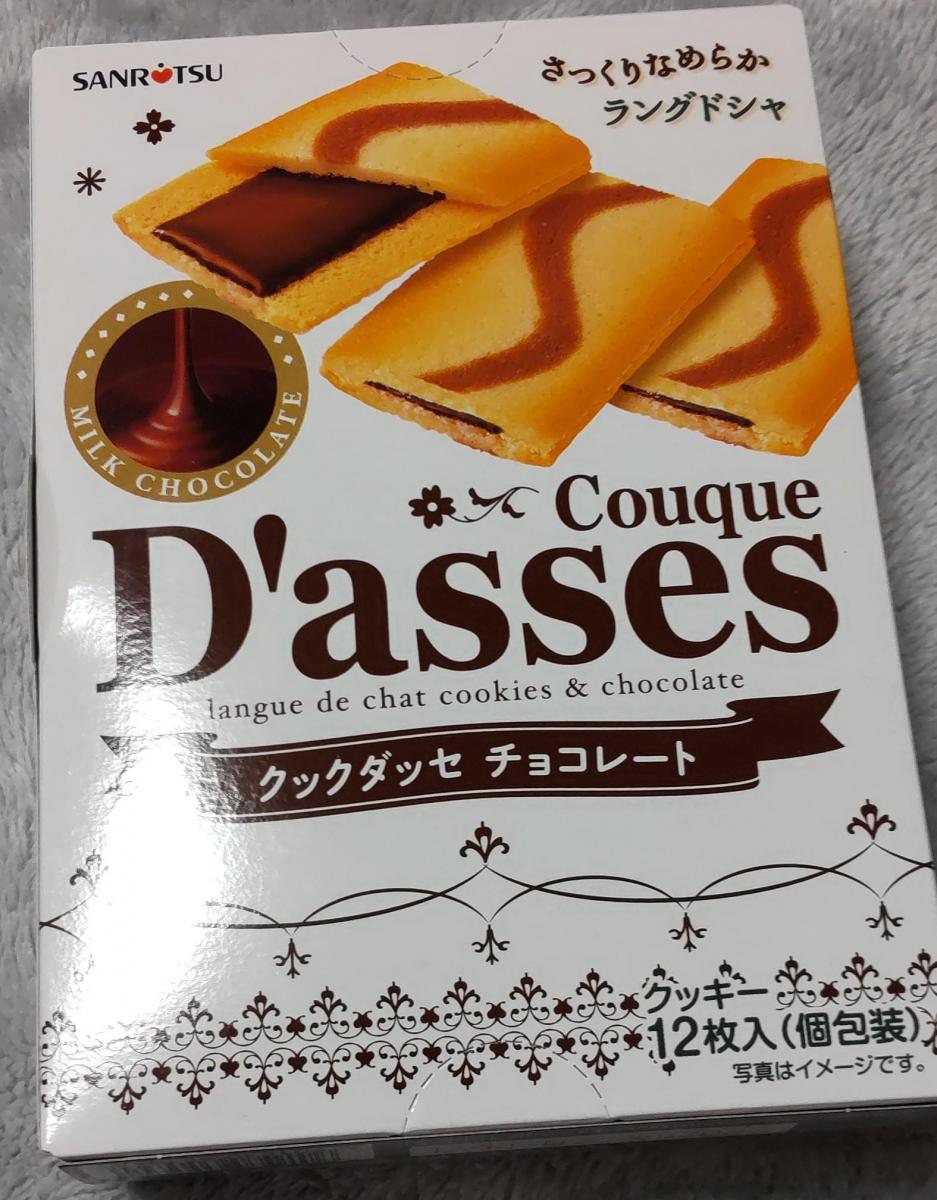 SANRITSU
さっくりなめらか
ラングドシャ
MILK CHOCOLATE
Couque
D'asses
langue de chat cookies & chocolate
クックダッセ チョコレート
クッキー
12枚入(個包装)
写真はイメージです。